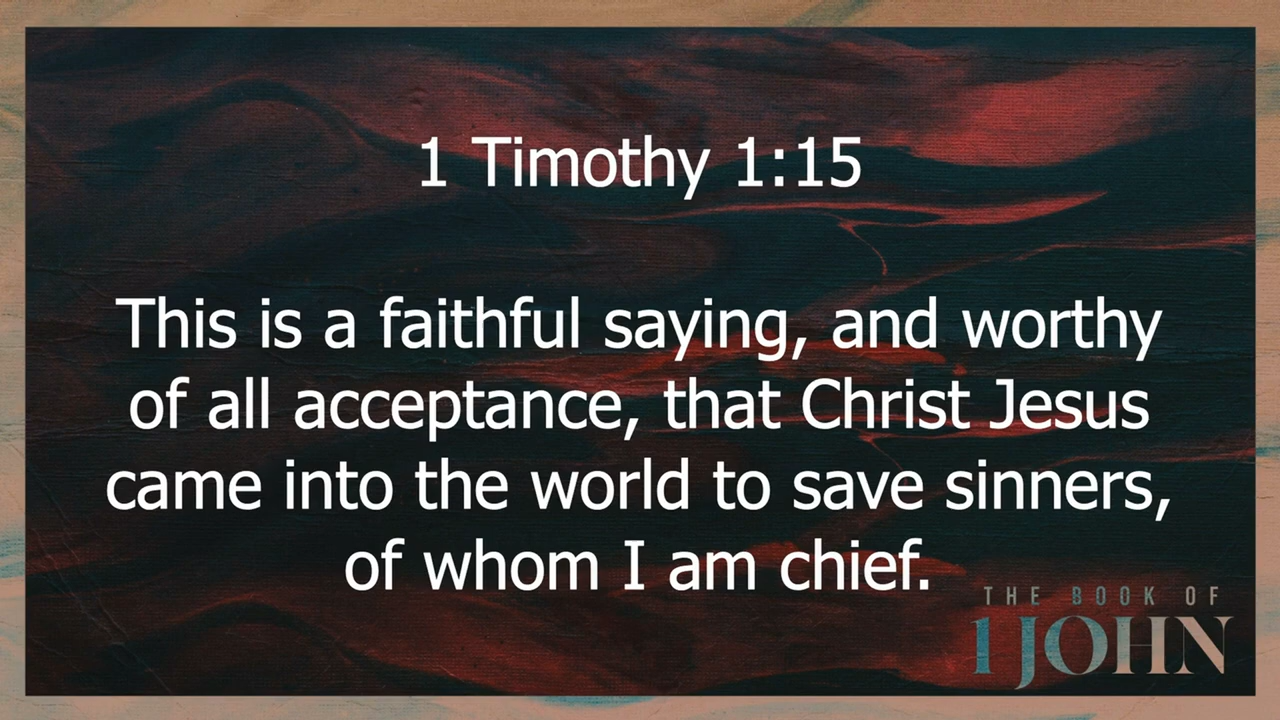 1 Timothy 1:15
This is a faithful saying, and worthy
of all acceptance, that Christ Jesus
came into the world to save sinners,
of whom I am chief.
THE BOOK OF
1 JOHN